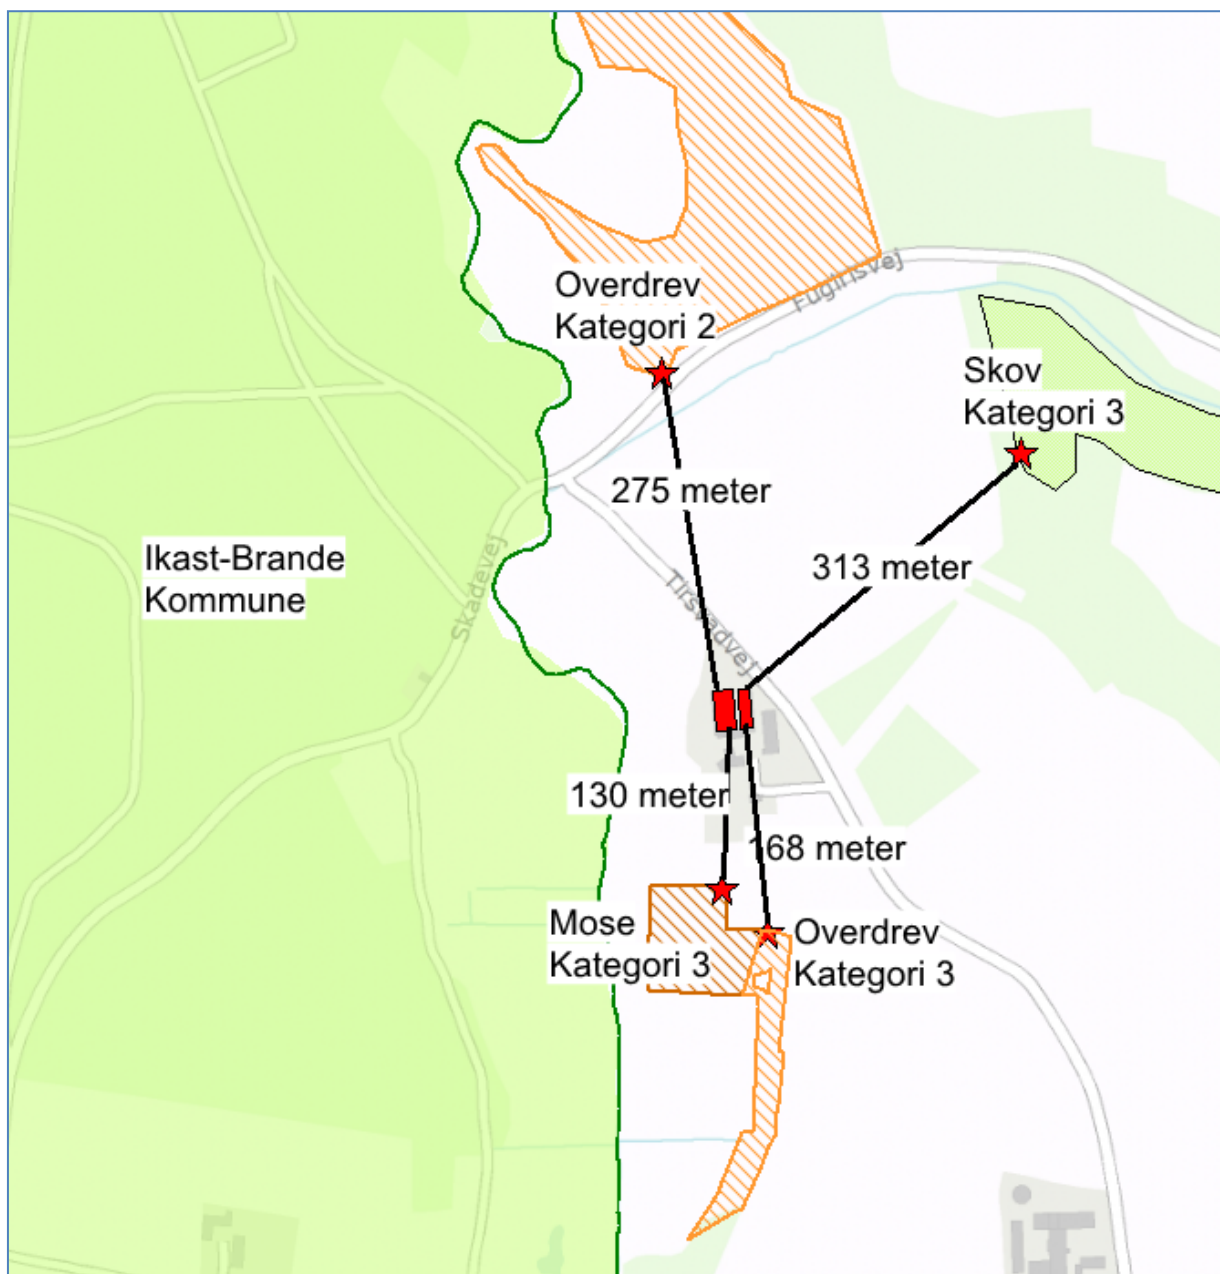 Overdrev
Kategori 2
Fuglrisvej
Skov
Kategori 3
275 meter
313 meter
Ikast-Brande
Kommune
Skadevej
Tirsvadvej
130 meter
168 meter
Mose
Kategori 3
Overdrev
Kategori 3